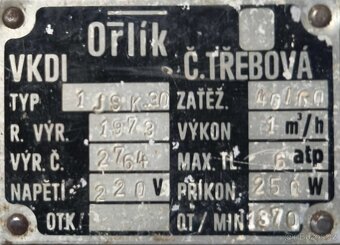 Orlík
VKDI Č.TŘEBOVÁ
TYP 1JSK90 ZATĚŽ.
R. VÝR. 1973 VÝKON 1 m³/h
VÝR. Č. 2764 MAX. TL. 6 atp
NAPĚTÍ 220 V PŘÍKON. 250 W
OTK OT/MIN 1370